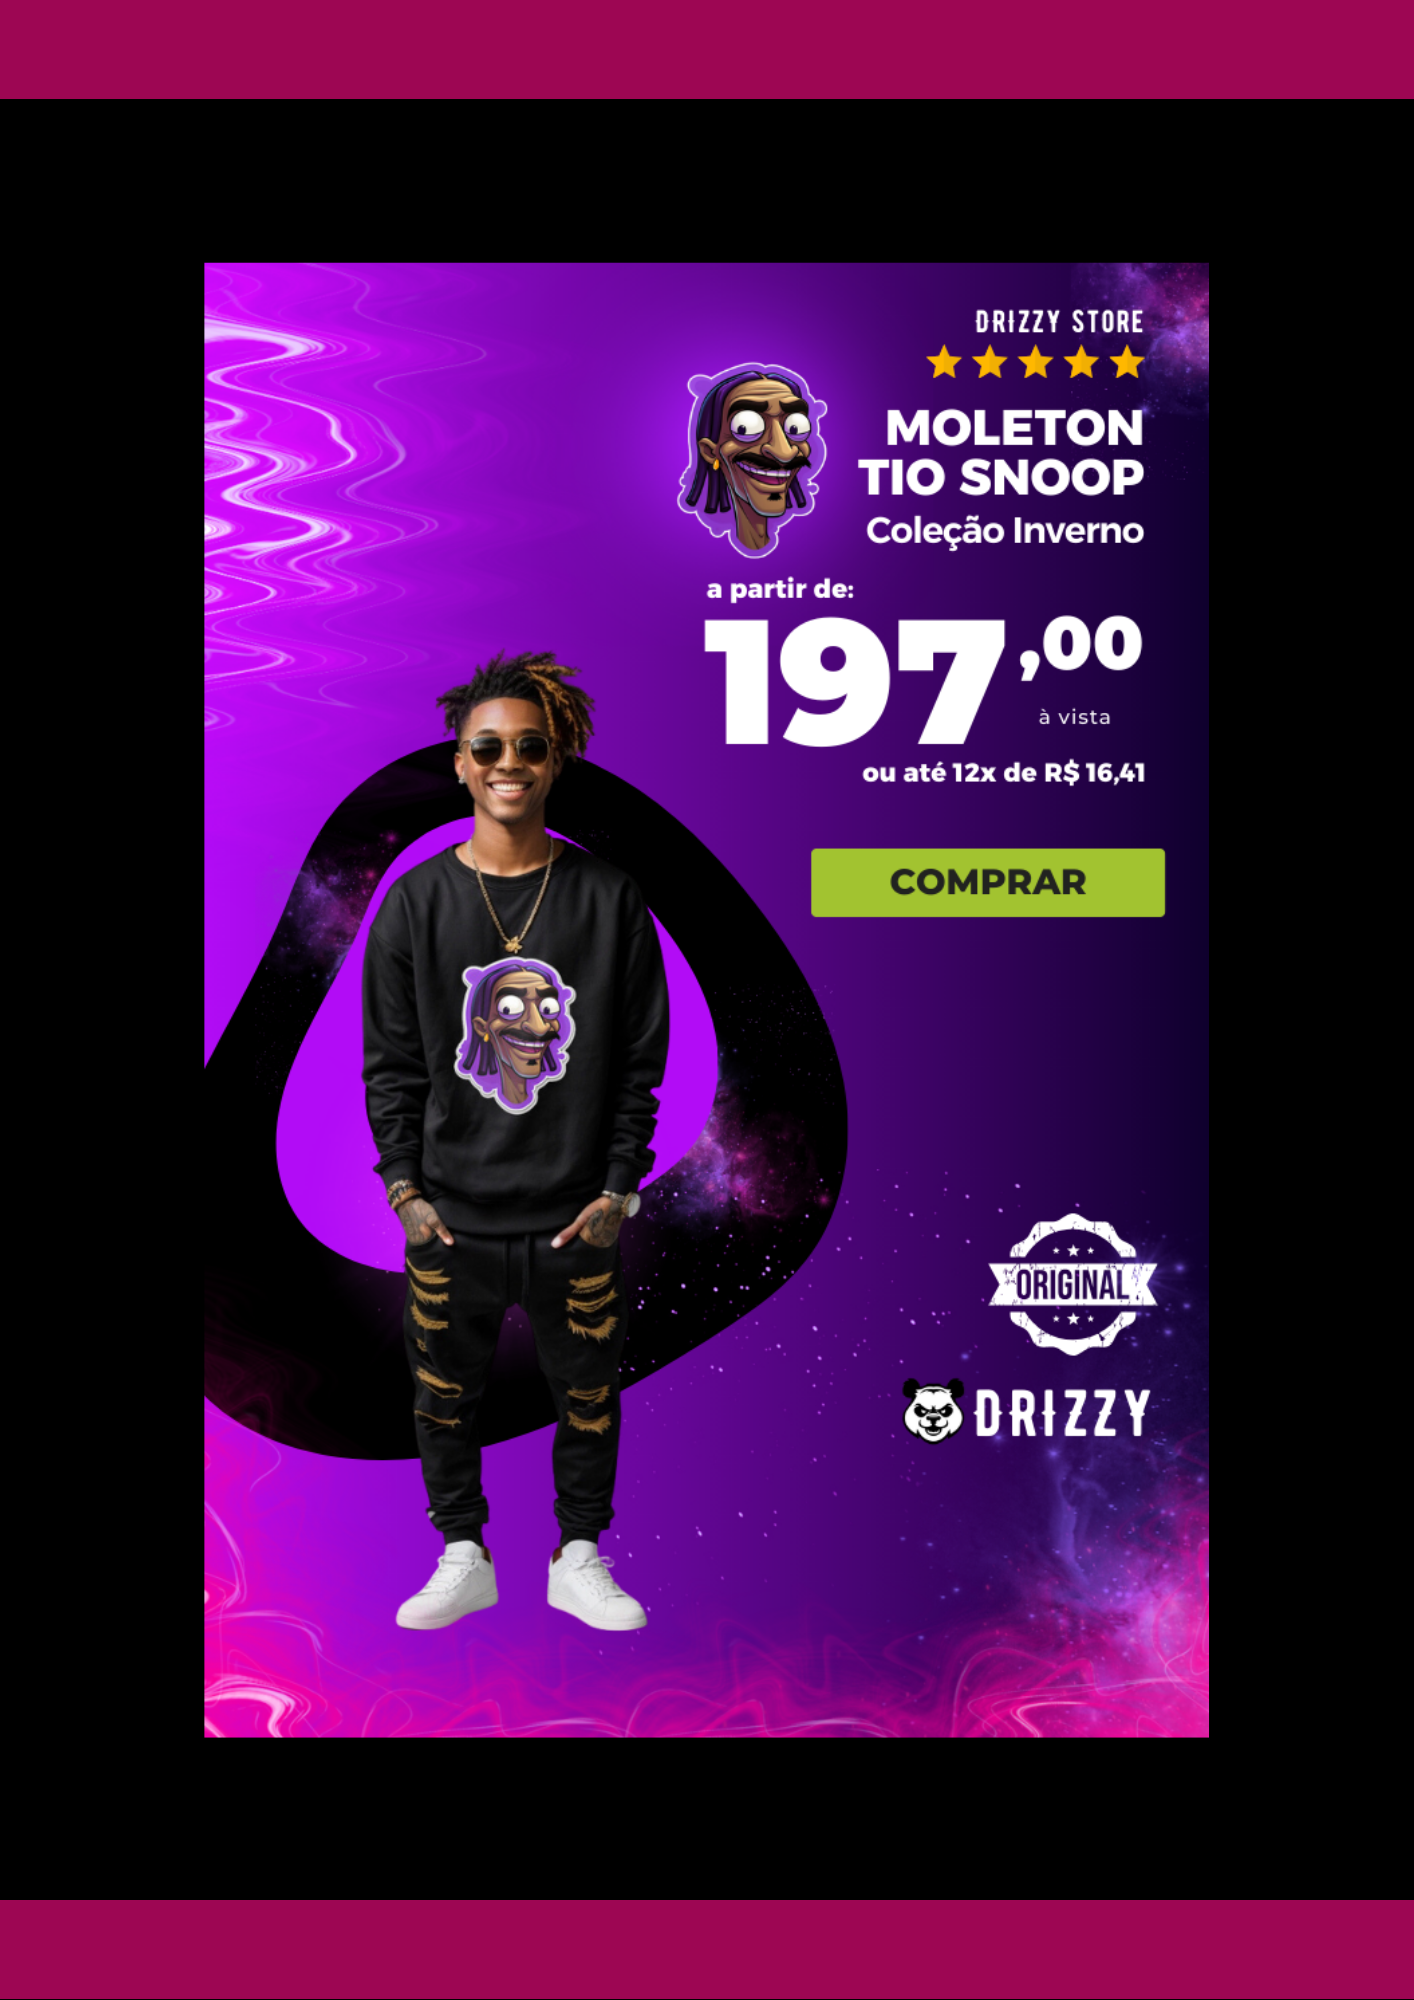 DRIZZY STORE
MOLETON
TIO SNOOP
Coleção Inverno
a partir de:
197,00
à vista
ou até 12x de R$ 16,41
COMPRAR
ORIGINAL
DRIZZY